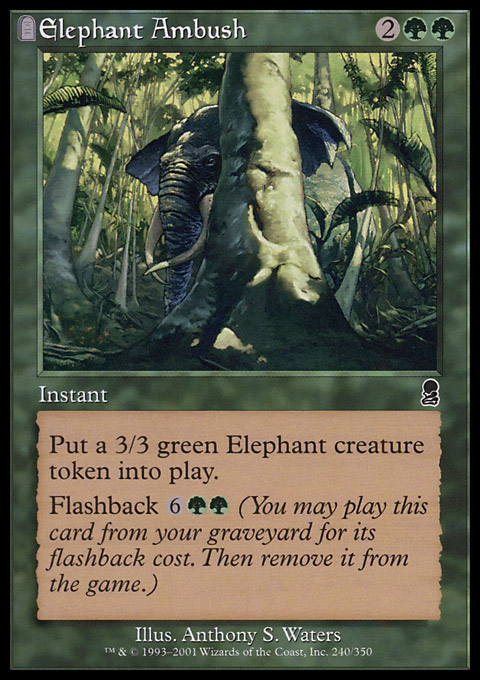 Elephant Ambush 2
Instant
Put a 3/3 green Elephant creature
token into play.
Flashback 6 (You may play this
card from your graveyard for its
flashback cost. Then remove it from
the game.)
Illus. Anthony S. Waters
™ & © 1993–2001 Wizards of the Coast, Inc. 240/350